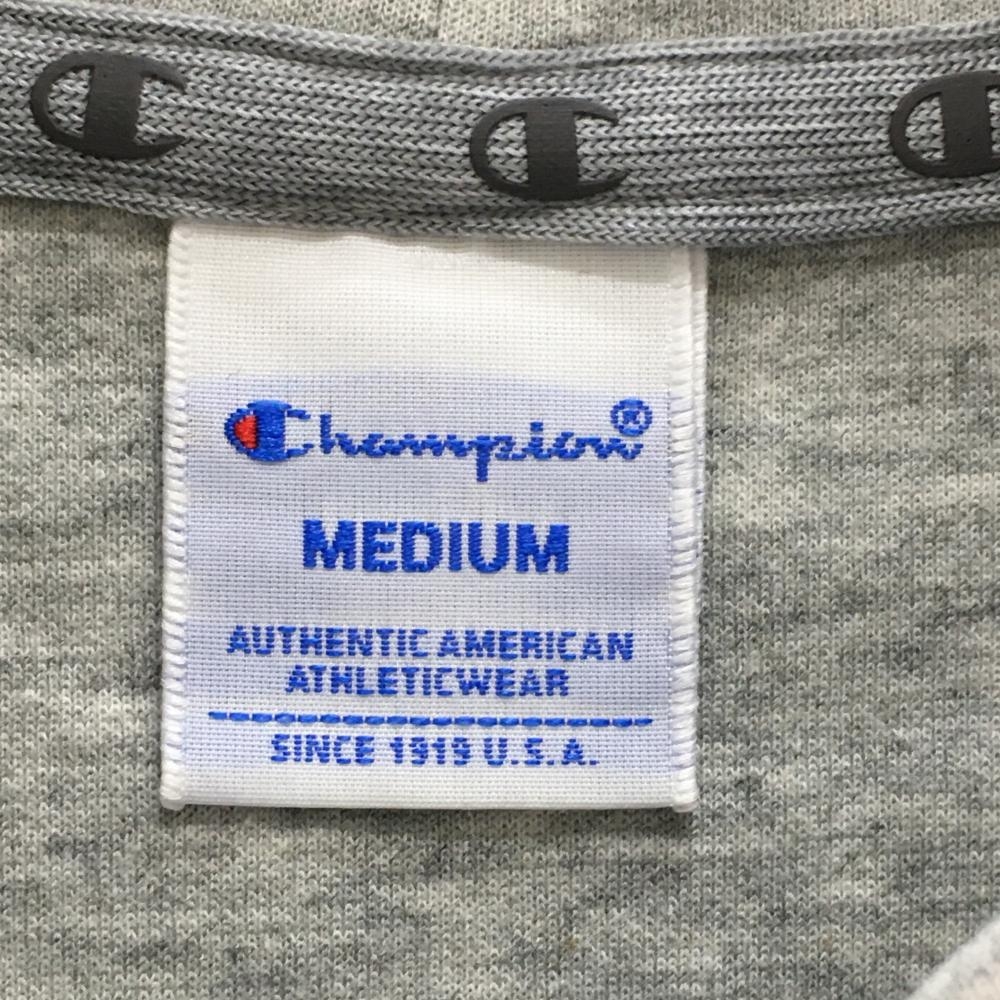 Champion®
MEDIUM
AUTHENTIC AMERICAN
ATHLETICWEAR
SINCE 1919 U.S.A.